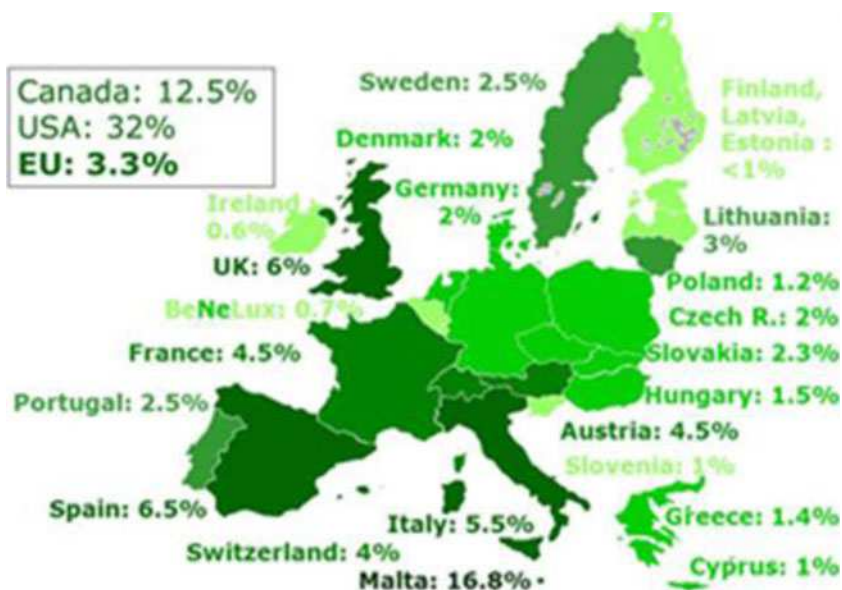 Canada: 12.5%
USA: 32%
EU: 3.3%
Sweden: 2.5%
Finland,
Latvia,
Estonia :
<1%
Denmark: 2%
Germany:
2%
Ireland :
0.6%
Lithuania:
3%
UK: 6%
Poland: 1.2%
BeNeLux: 0.7%
Czech R.: 2%
France: 4.5%
Slovakia: 2.3%
Portugal: 2.5%
Hungary: 1.5%
Austria: 4.5%
Slovenia: 1%
Spain: 6.5%
Italy: 5.5%
Greece: 1.4%
Switzerland: 4%
Cyprus: 1%
Malta: 16.8%